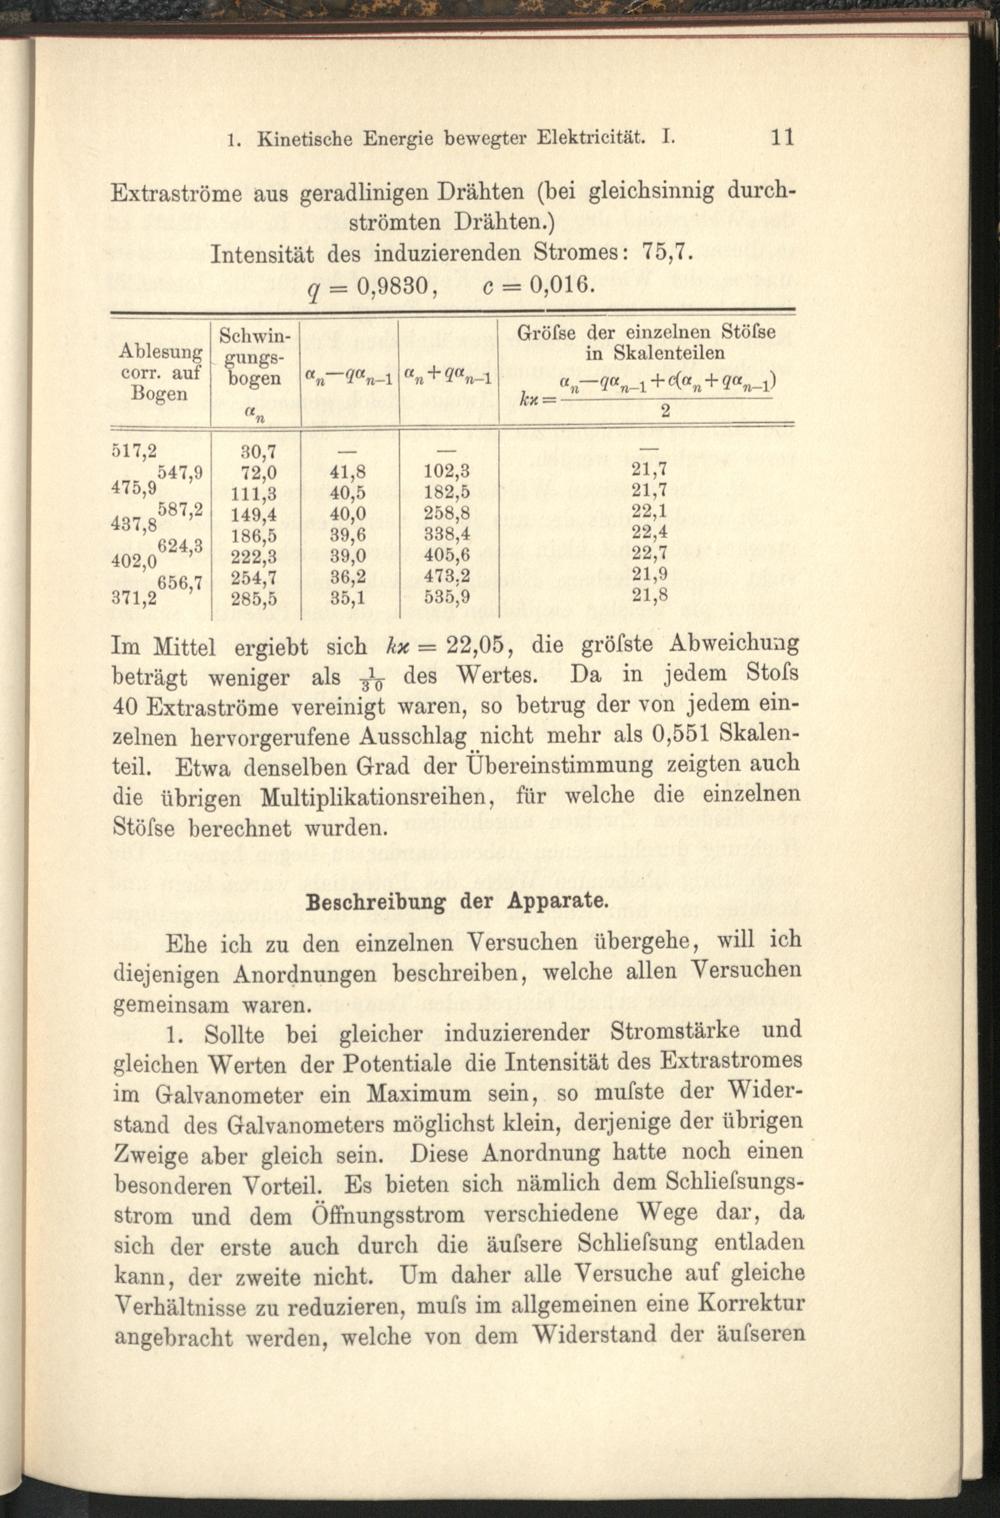 1. Kinetische Energie bewegter Elektricität. I. 11
Extraströme aus geradlinigen Drähten (bei gleichsinnig durch-
strömten Drähten.)
Intensität des induzierenden Stromes: 75,7.
q = 0,9830, c = 0,016.
Ablesung corr. auf Bogen | Schwin-gungs-bogen αₙ | αₙ—qαₙ₋₁ | αₙ+qαₙ₋₁ | Gröſse der einzelnen Stöſse in Skalenteilen kϰ = (αₙ—qαₙ₋₁+c(αₙ+qαₙ₋₁))/2
517,2 30,7 — — —
547,9 72,0 41,8 102,3 21,7
475,9 111,3 40,5 182,5 21,7
587,2 149,4 40,0 258,8 22,1
437,8 186,5 39,6 338,4 22,4
624,3 222,3 39,0 405,6 22,7
402,0 254,7 36,2 473,2 21,9
656,7 285,5 35,1 535,9 21,8
371,2
Im Mittel ergiebt sich kϰ = 22,05, die gröſste Abweichung
beträgt weniger als 1/30 des Wertes. Da in jedem Stoſs
40 Extraströme vereinigt waren, so betrug der von jedem ein-
zelnen hervorgerufene Ausschlag nicht mehr als 0,551 Skalen-
teil. Etwa denselben Grad der Übereinstimmung zeigten auch
die übrigen Multiplikationsreihen, für welche die einzelnen
Stöſse berechnet wurden.
Beschreibung der Apparate.
Ehe ich zu den einzelnen Versuchen übergehe, will ich
diejenigen Anordnungen beschreiben, welche allen Versuchen
gemeinsam waren.
1. Sollte bei gleicher induzierender Stromstärke und
gleichen Werten der Potentiale die Intensität des Extrastromes
im Galvanometer ein Maximum sein, so muſste der Wider-
stand des Galvanometers möglichst klein, derjenige der übrigen
Zweige aber gleich sein. Diese Anordnung hatte noch einen
besonderen Vorteil. Es bieten sich nämlich dem Schlieſsungs-
strom und dem Öffnungsstrom verschiedene Wege dar, da
sich der erste auch durch die äuſsere Schlieſsung entladen
kann, der zweite nicht. Um daher alle Versuche auf gleiche
Verhältnisse zu reduzieren, muſs im allgemeinen eine Korrektur
angebracht werden, welche von dem Widerstand der äuſseren